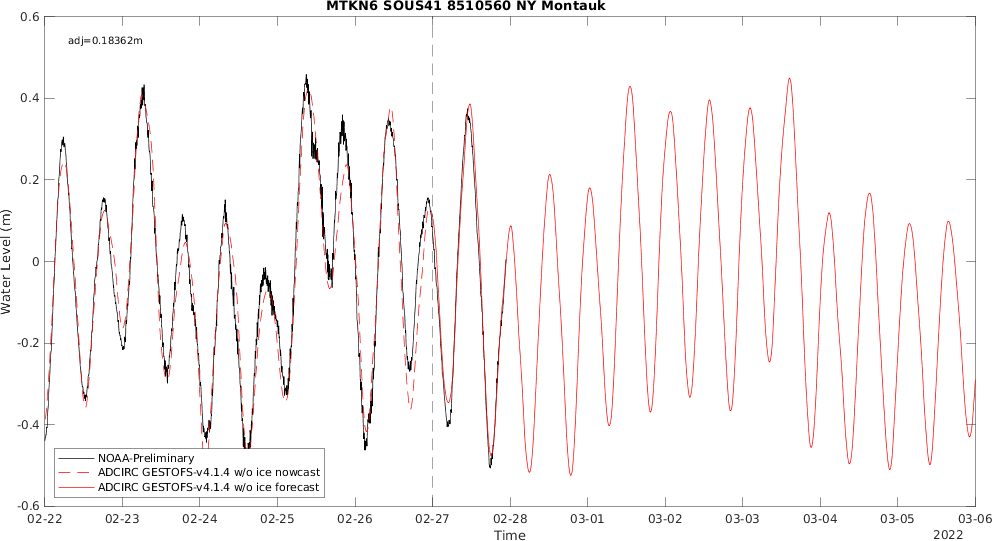 MTKN6 SOUS41 8510560 NY Montauk
0.6
adj=0.18362m
0.4
0.2
0
-0.2
-0.4
-0.6
Water Level (m)
NOAA-Preliminary
ADCIRC GESTOFS-v4.1.4 w/o ice nowcast
ADCIRC GESTOFS-v4.1.4 w/o ice forecast
02-22 02-23 02-24 02-25 02-26 02-27 02-28 03-01 03-02 03-03 03-04 03-05 03-06
Time
2022